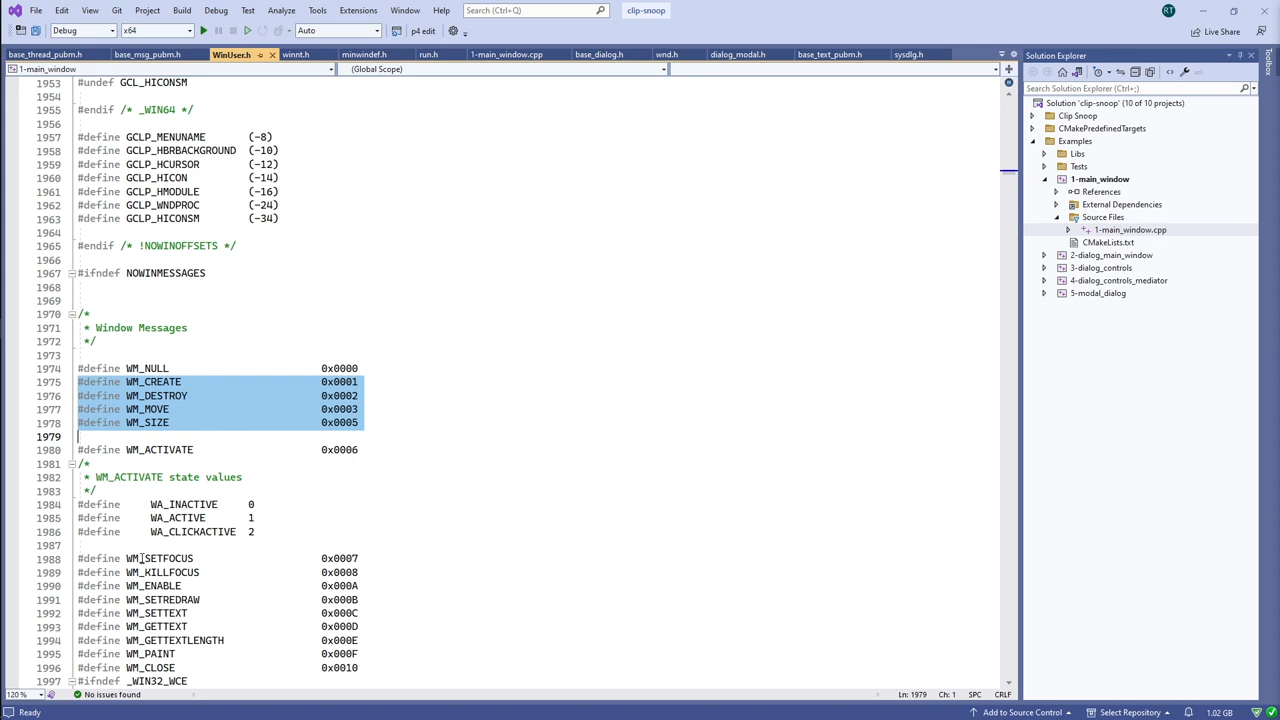 File Edit View Git Project Build Debug Test Analyze Tools Extensions Window Help Search (Ctrl+Q) clip-snoop RT
Debug x64 Auto p4 edit Live Share
base_thread_pubm.h base_msg_pubm.h WinUser.h winnt.h minwindef.h run.h 1-main_window.cpp base_dialog.h wnd.h dialog_modal.h base_text_pubm.h sysdlg.h
1-main_window (Global Scope)
1953 #undef GCL_HICONSM
1954
1955 #endif /* _WIN64 */
1956
1957 #define GCLP_MENUNAME (-8)
1958 #define GCLP_HBRBACKGROUND (-10)
1959 #define GCLP_HCURSOR (-12)
1960 #define GCLP_HICON (-14)
1961 #define GCLP_HMODULE (-16)
1962 #define GCLP_WNDPROC (-24)
1963 #define GCLP_HICONSM (-34)
1964
1965 #endif /* !NOWINOFFSETS */
1966
1967 #ifndef NOWINMESSAGES
1968
1969
1970 /*
1971 * Window Messages
1972 */
1973
1974 #define WM_NULL 0x0000
1975 #define WM_CREATE 0x0001
1976 #define WM_DESTROY 0x0002
1977 #define WM_MOVE 0x0003
1978 #define WM_SIZE 0x0005
1979
1980 #define WM_ACTIVATE 0x0006
1981 /*
1982 * WM_ACTIVATE state values
1983 */
1984 #define WA_INACTIVE 0
1985 #define WA_ACTIVE 1
1986 #define WA_CLICKACTIVE 2
1987
1988 #define WM_SETFOCUS 0x0007
1989 #define WM_KILLFOCUS 0x0008
1990 #define WM_ENABLE 0x000A
1991 #define WM_SETREDRAW 0x000B
1992 #define WM_SETTEXT 0x000C
1993 #define WM_GETTEXT 0x000D
1994 #define WM_GETTEXTLENGTH 0x000E
1995 #define WM_PAINT 0x000F
1996 #define WM_CLOSE 0x0010
1997 #ifndef _WIN32_WCE
120 % No issues found Ln: 1979 Ch: 1 SPC CRLF
Solution Explorer
Search Solution Explorer (Ctrl+;)
Solution 'clip-snoop' (10 of 10 projects)
Clip Snoop
CMakePredefinedTargets
Examples
Libs
Tests
1-main_window
References
External Dependencies
Source Files
1-main_window.cpp
CMakeLists.txt
2-dialog_main_window
3-dialog_controls
4-dialog_controls_mediator
5-modal_dialog
Toolbox
Ready Add to Source Control Select Repository 1.02 GB